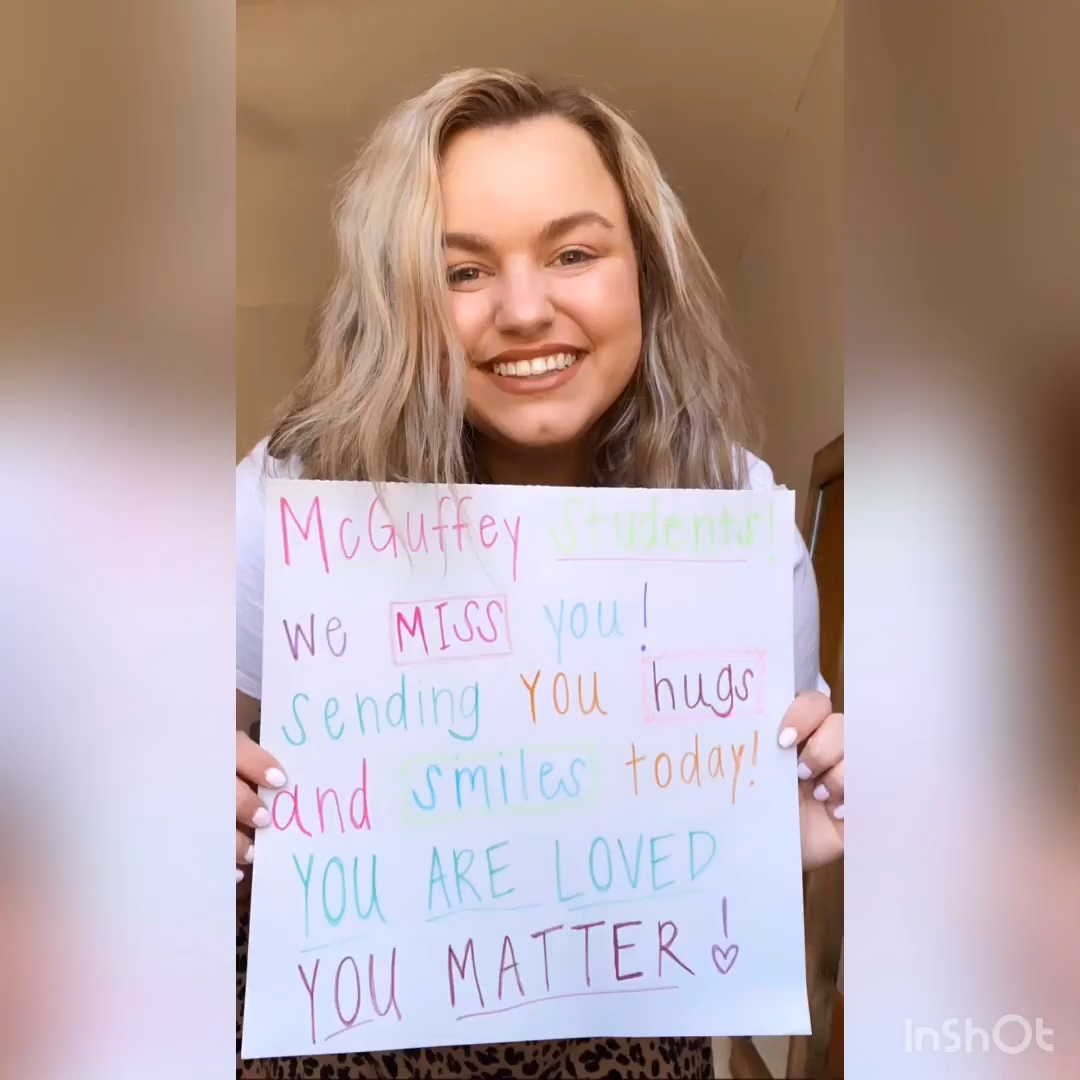 McGuffey Students!
we MISS you!
sending YOU hugs
and smiles today!
YOU ARE LOVED
YOU MATTER!
InShOt